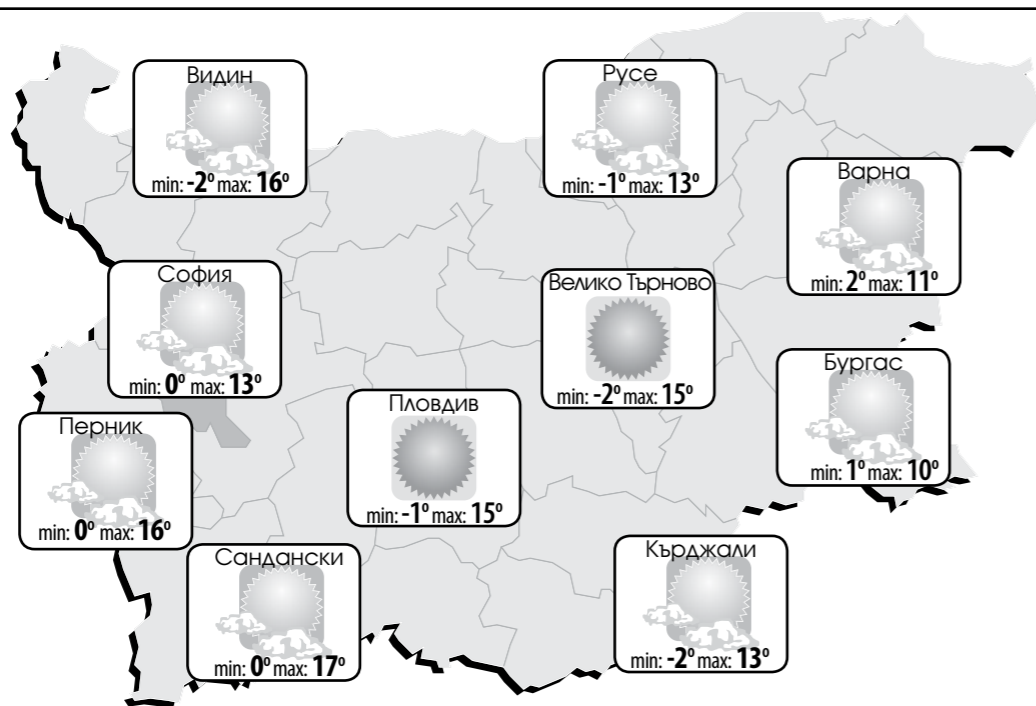 Видин
min: -2° max: 16°
Русе
min: -1° max: 13°
Варна
min: 2° max: 11°
София
min: 0° max: 13°
Велико Търново
min: -2° max: 15°
Бургас
min: 1° max: 10°
Пловдив
min: -1° max: 15°
Перник
min: 0° max: 16°
Сандански
min: 0° max: 17°
Кърджали
min: -2° max: 13°